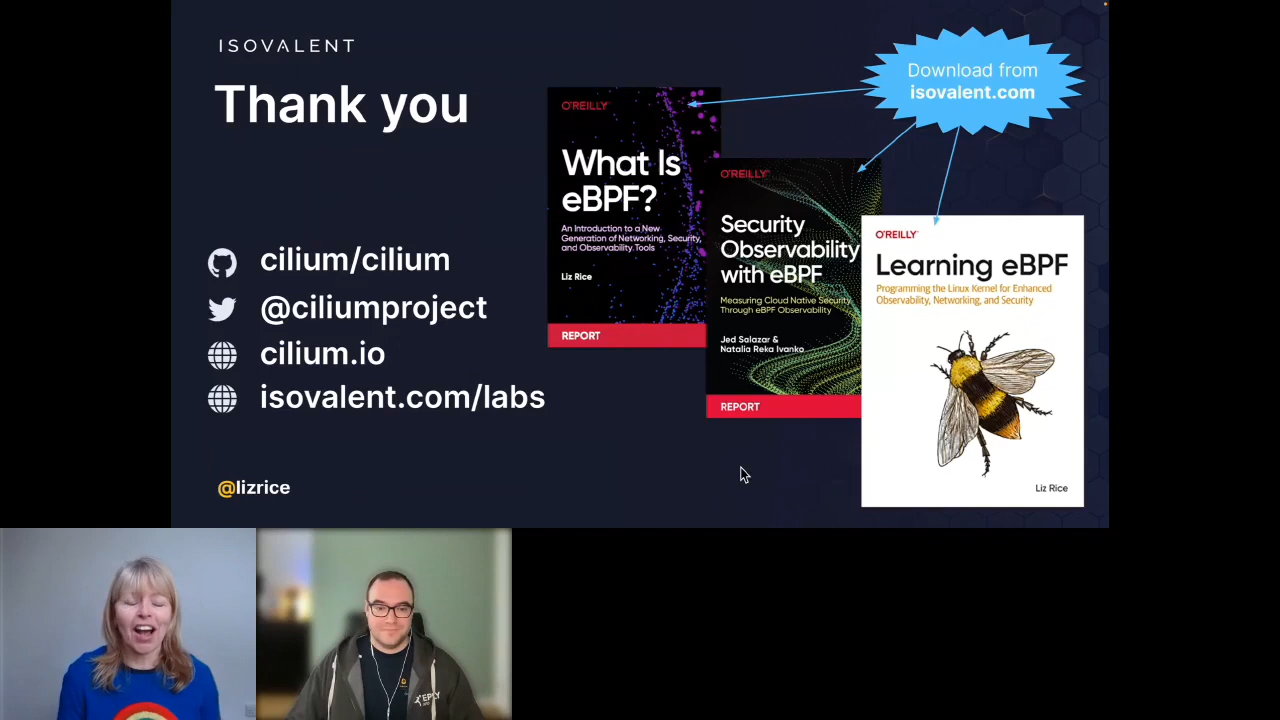 ISOVALENT
Thank you
cilium/cilium
@ciliumproject
cilium.io
isovalent.com/labs
@lizrice
Download from
isovalent.com
O'REILLY
What Is
eBPF?
An Introduction to a New
Generation of Networking, Security,
and Observability Tools
Liz Rice
REPORT
O'REILLY
Security
Observability
with eBPF
Measuring Cloud Native Security
Through eBPF Observability
Jed Salazar &
Natalia Reka Ivanko
REPORT
O'REILLY
Learning eBPF
Programming the Linux Kernel for Enhanced
Observability, Networking, and Security
Liz Rice